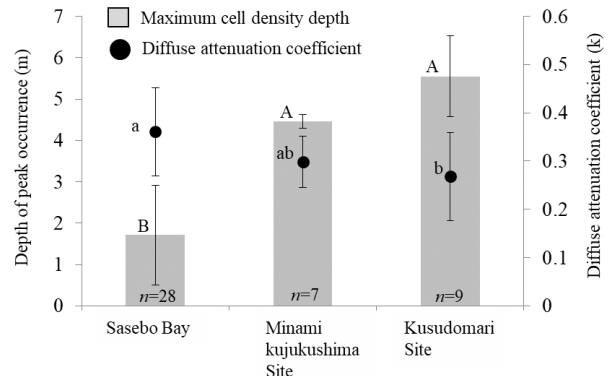 Maximum cell density depth
Diffuse attenuation coefficient
Depth of peak occurrence (m)
7
6
5
4
3
2
1
0
Diffuse attenuation coefficient (k)
0.6
0.5
0.4
0.3
0.2
0.1
0
a
B
n=28
A
ab
n=7
A
b
n=9
Sasebo Bay
Minami
kujukushima
Site
Kusudomari
Site